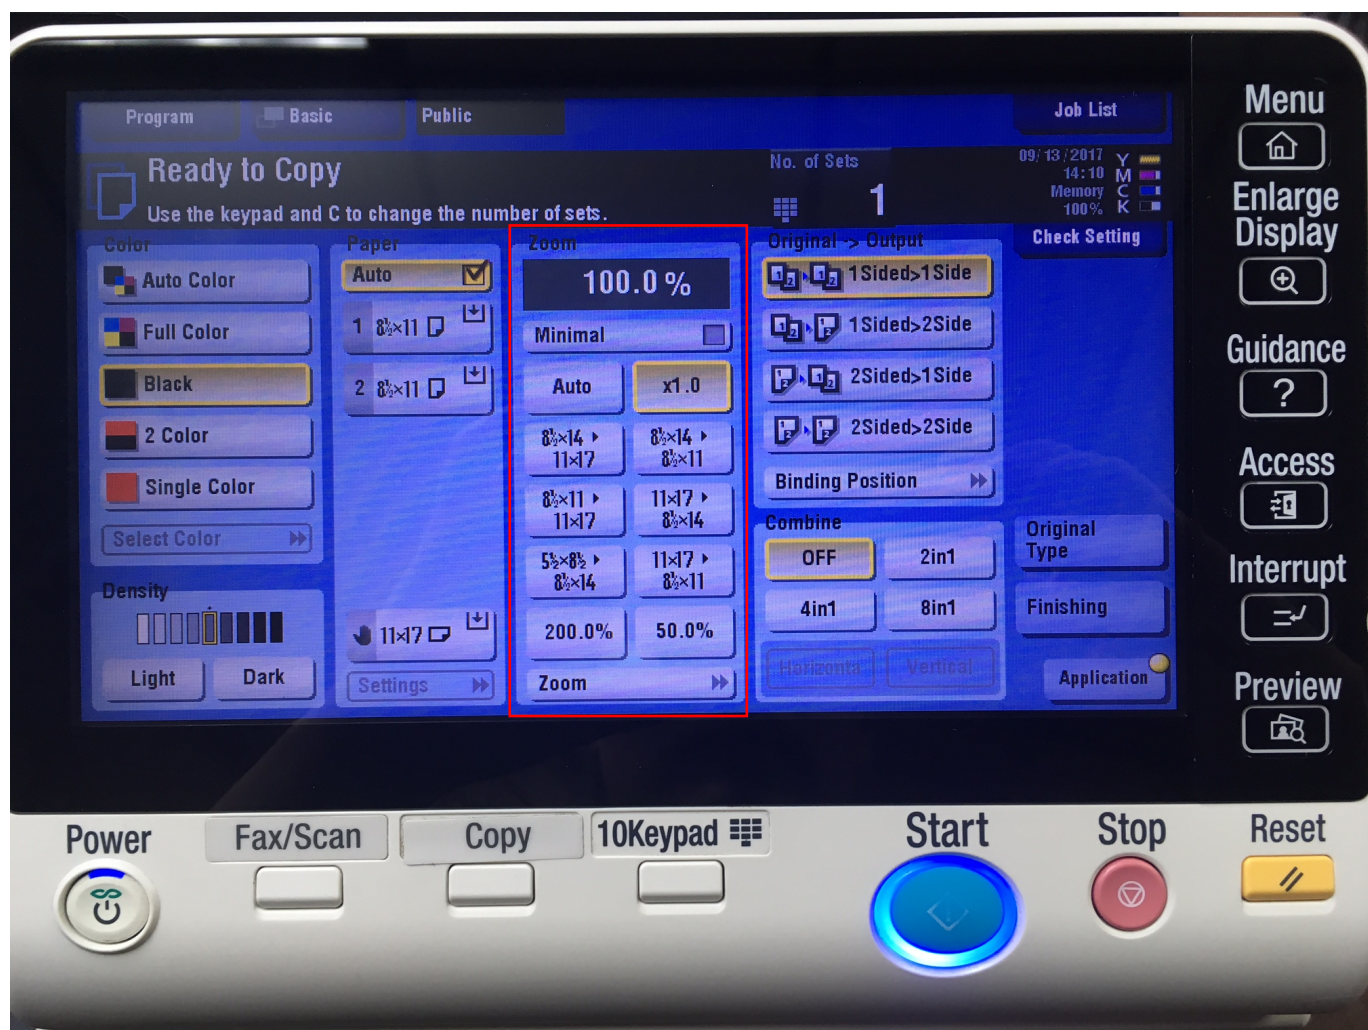 Program
Basic
Public
Job List
Ready to Copy
Use the keypad and C to change the number of sets.
No. of Sets
1
09/13/2017
14:10
Memory
100%
Y
M
C
K
Check Setting
Color
Auto Color
Full Color
Black
2 Color
Single Color
Select Color
Density
Light
Dark
Paper
Auto
1 8½×11
2 8½×11
11×17
Settings
Zoom
100.0 %
Minimal
Auto
x1.0
8½×14
11×17
8½×14
8½×11
8½×11
11×17
11×17
8½×14
5½×8½
8½×14
11×17
8½×11
200.0%
50.0%
Zoom
Original -> Output
1Sided>1Side
1Sided>2Side
2Sided>1Side
2Sided>2Side
Binding Position
Combine
OFF
2in1
4in1
8in1
Horizonta
Vertical
Original
Type
Finishing
Application
Menu
Enlarge
Display
Guidance
?
Access
Interrupt
Preview
Power
Fax/Scan
Copy
10Keypad
Start
Stop
Reset